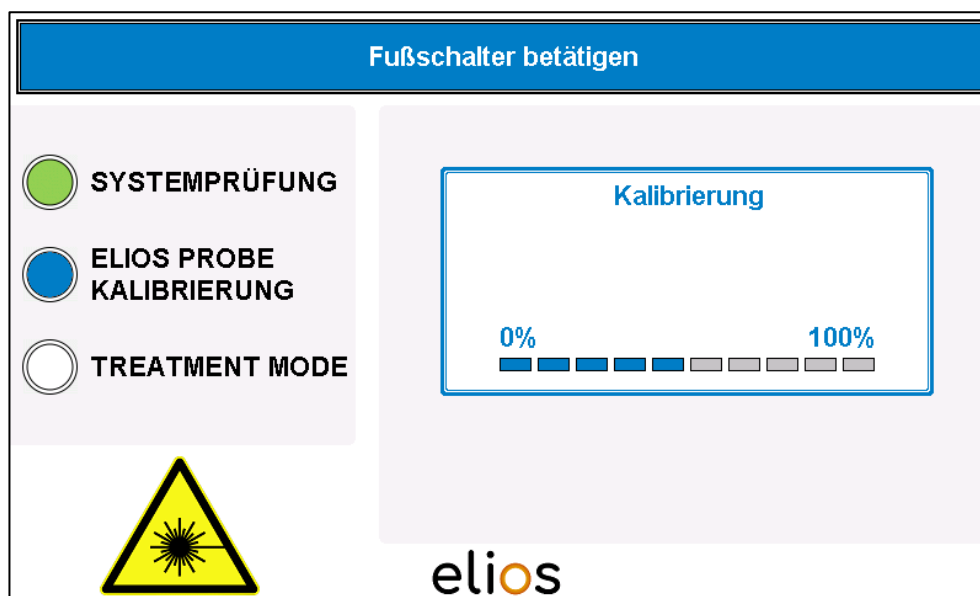 Fußschalter betätigen
SYSTEMPRÜFUNG
ELIOS PROBE
KALIBRIERUNG
TREATMENT MODE
Kalibrierung
0% 100%
elios